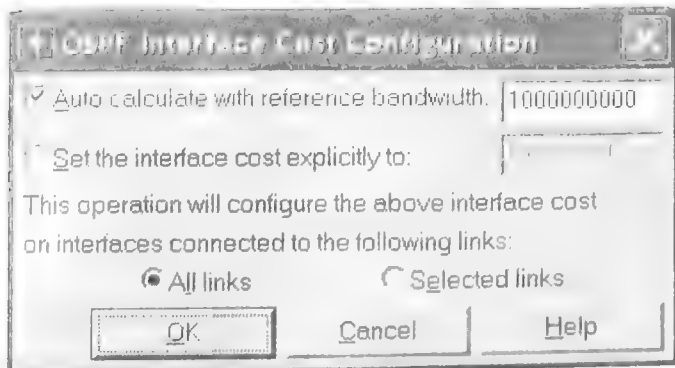 OSPF Interface Cost Configuration
Auto calculate with reference bandwidth. 1000000000
Set the interface cost explicitly to:
This operation will configure the above interface cost
on interfaces connected to the following links:
All links Selected links
OK Cancel Help